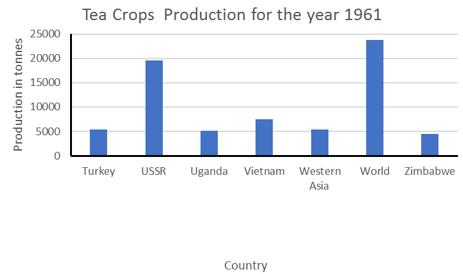 Tea Crops  Production for the year 1961
Production in tonnes
25000
20000
15000
10000
5000
0
Turkey USSR Uganda Vietnam Western Asia World Zimbabwe
Country